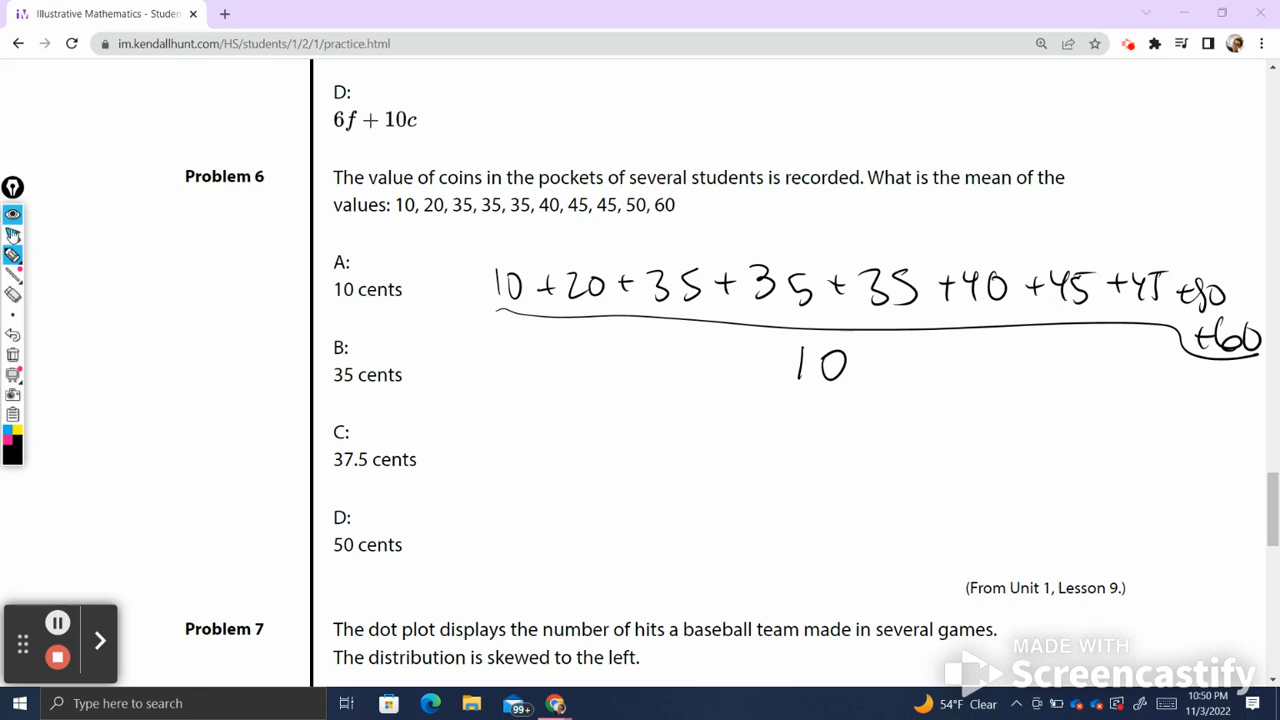 Illustrative Mathematics - Studen
im.kendallhunt.com/HS/students/1/2/1/practice.html
D:
6f + 10c
Problem 6
The value of coins in the pockets of several students is recorded. What is the mean of the
values: 10, 20, 35, 35, 35, 40, 45, 45, 50, 60
A:
10 cents
10 + 20 + 35 + 35 + 35 + 40 + 45 + 45 + 50
+60
10
B:
35 cents
C:
37.5 cents
D:
50 cents
(From Unit 1, Lesson 9.)
Problem 7
The dot plot displays the number of hits a baseball team made in several games.
The distribution is skewed to the left.
MADE WITH
Screencastify
Type here to search
99+
54°F Clear
10:50 PM
11/3/2022